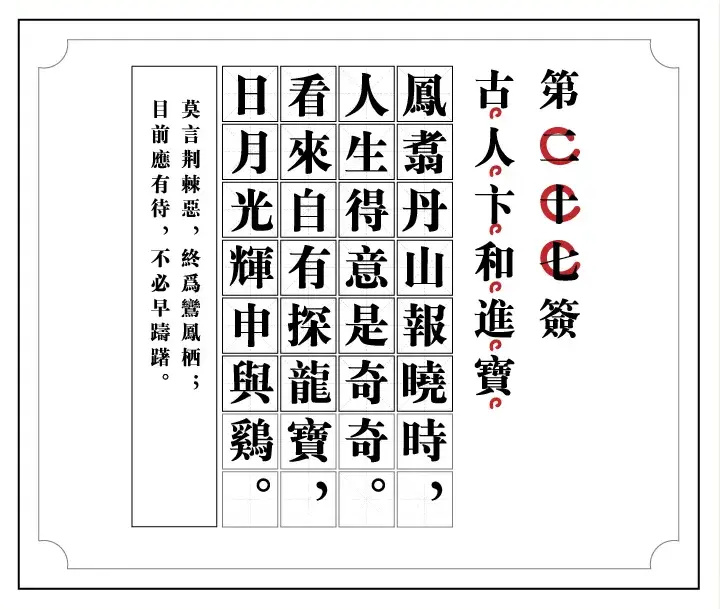 第二十七簽
古人卞和進寶
鳳翥丹山報曉時，
人生得意是奇奇。
看來自有探龍寶，
日月光輝申與鷄。
莫言荆棘惡，終爲鸞鳳栖；
目前應有待，不必早躊躇。